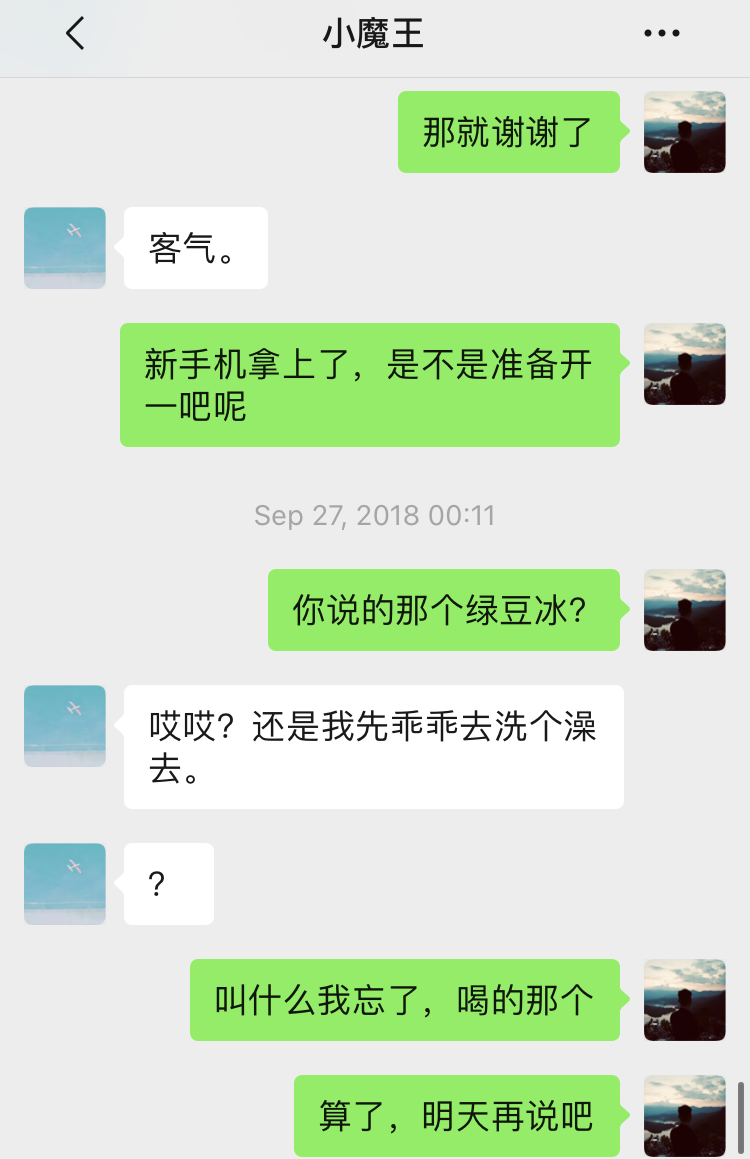 小魔王
那就谢谢了
客气。
新手机拿上了，是不是准备开
一吧呢
Sep 27, 2018 00:11
你说的那个绿豆冰？
哎哎？还是我先乖乖去洗个澡
去。
？
叫什么我忘了，喝的那个
算了，明天再说吧